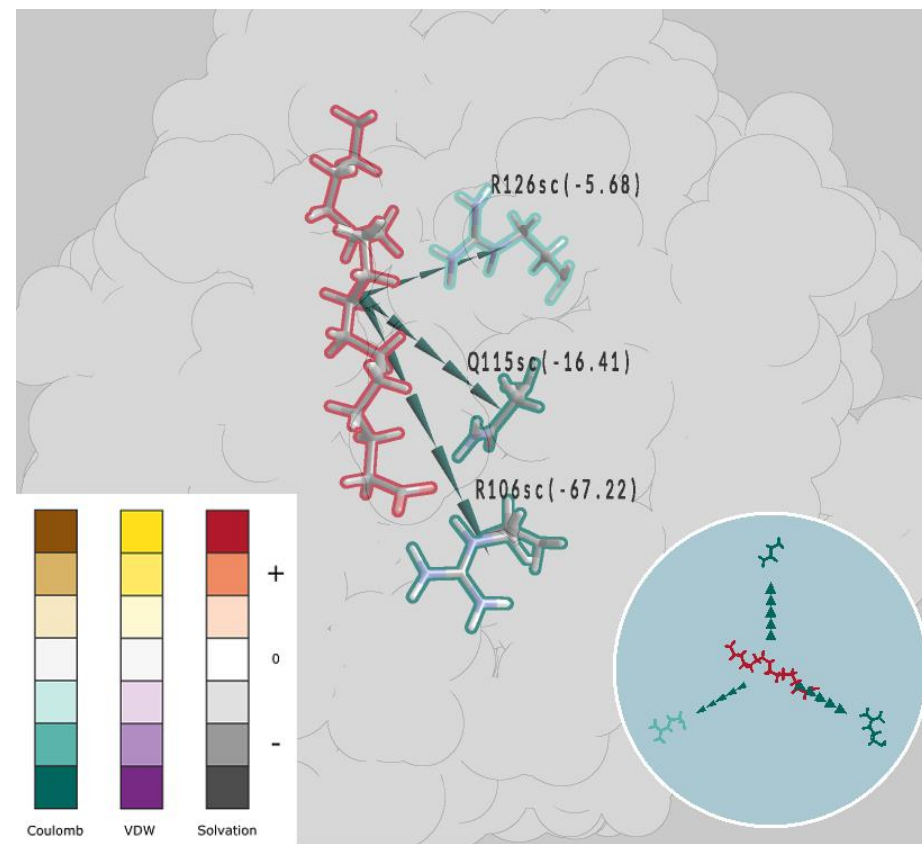 R126sc(-5.68)
Q115sc(-16.41)
R106sc(-67.22)
+
0
-
Coulomb VDW Solvation